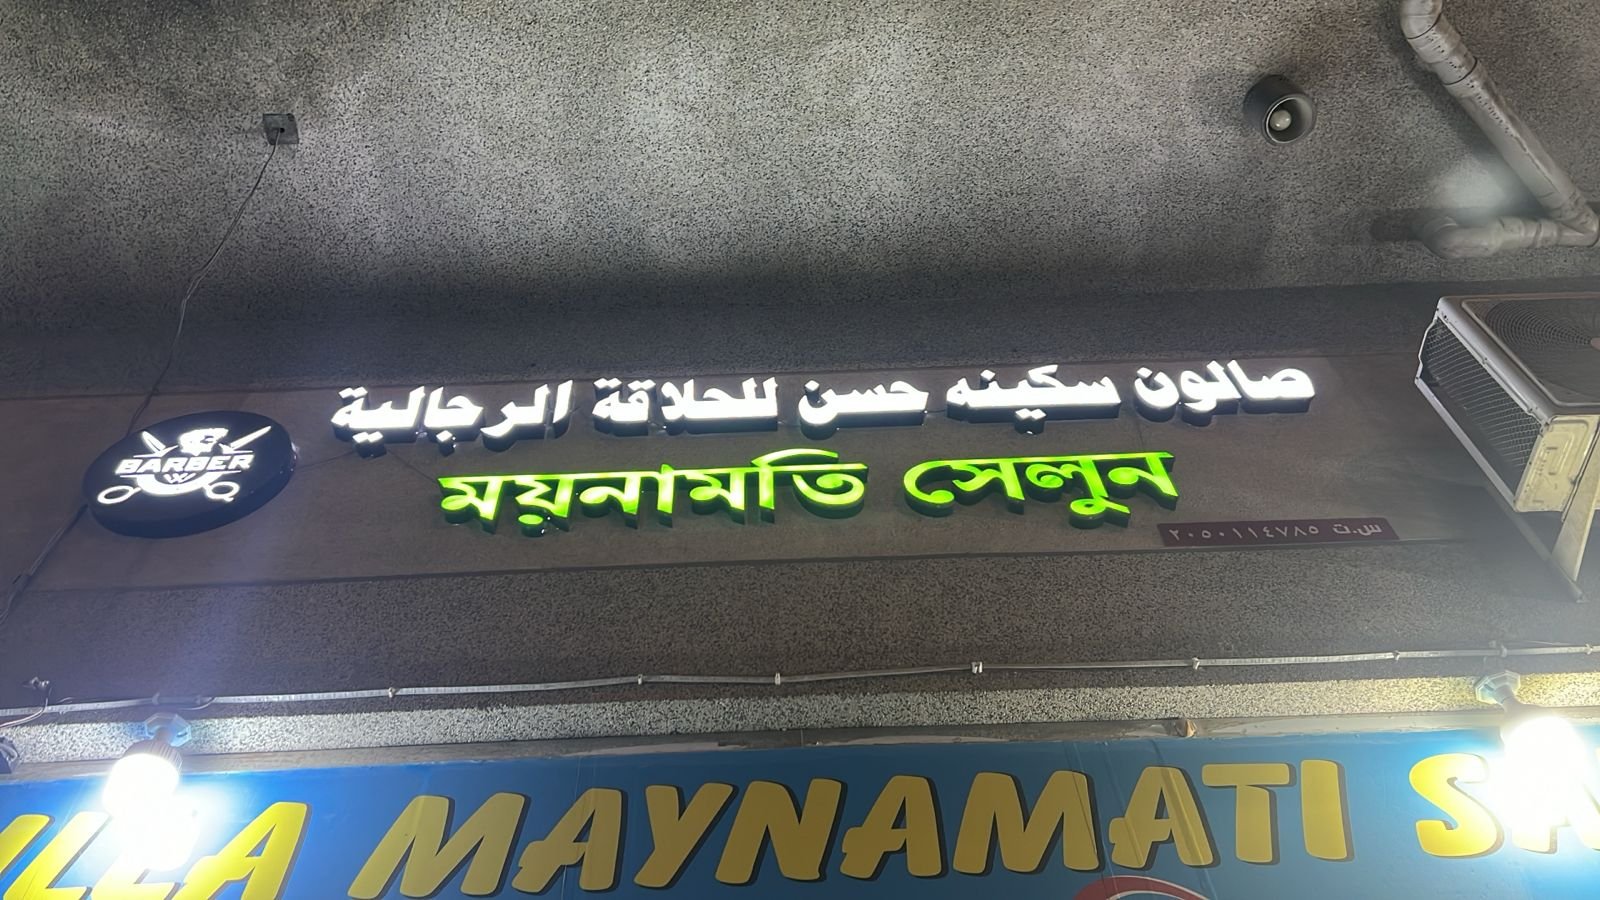 صالون سكينه حسن للحلاقة الرجالية
BARBER
ময়নামতি সেলুন
س.ت ٢٠٥٠١١٤٧٨٥
MAYNAMATI